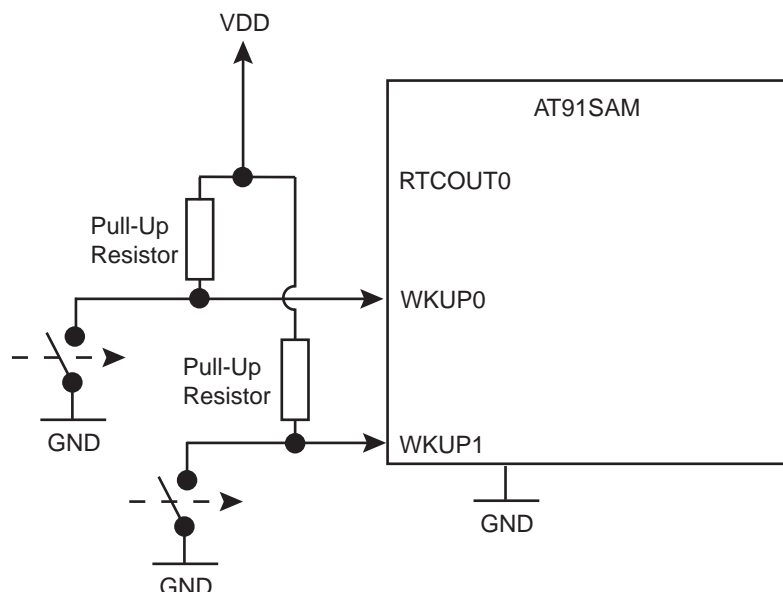 VDD
AT91SAM
RTCOUT0
Pull-Up
Resistor
WKUP0
Pull-Up
Resistor
GND
WKUP1
GND
GND